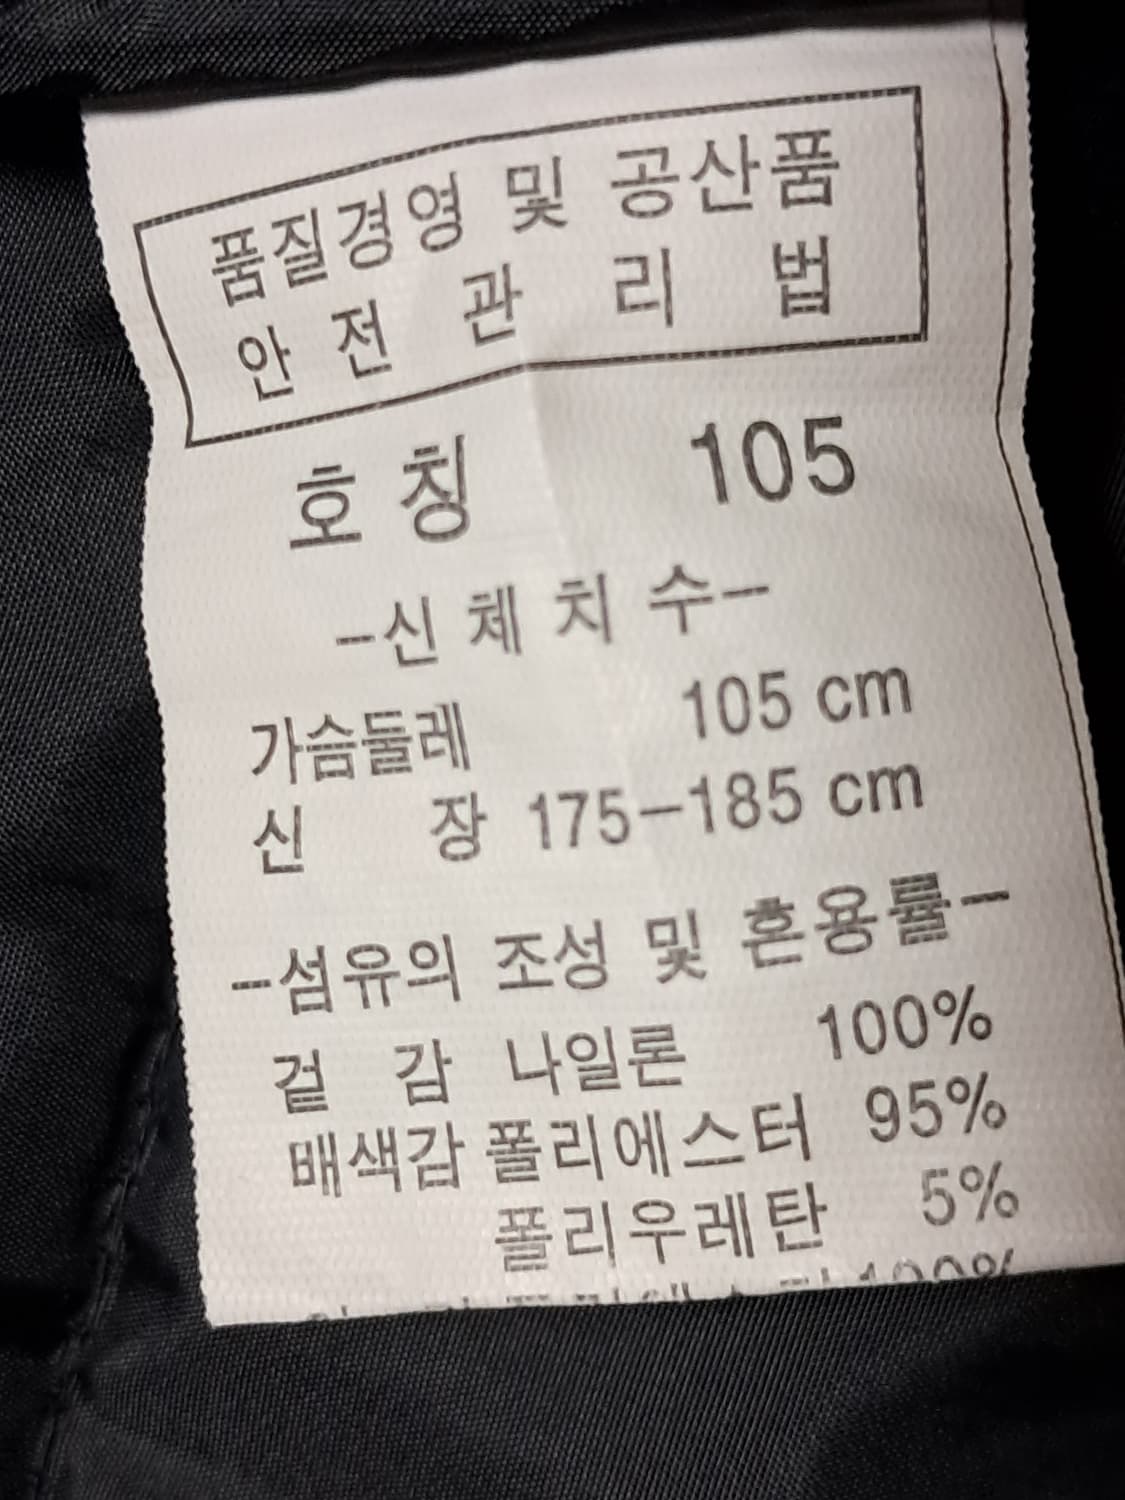 품질경영 및 공산품
안 전 관 리 법
호 칭 105
-신 체 치 수-
가슴둘레 105 cm
신 장 175-185 cm
-섬유의 조성 및 혼용률-
겉 감 나일론 100%
배색감 폴리에스터 95%
폴리우레탄 5%
100%